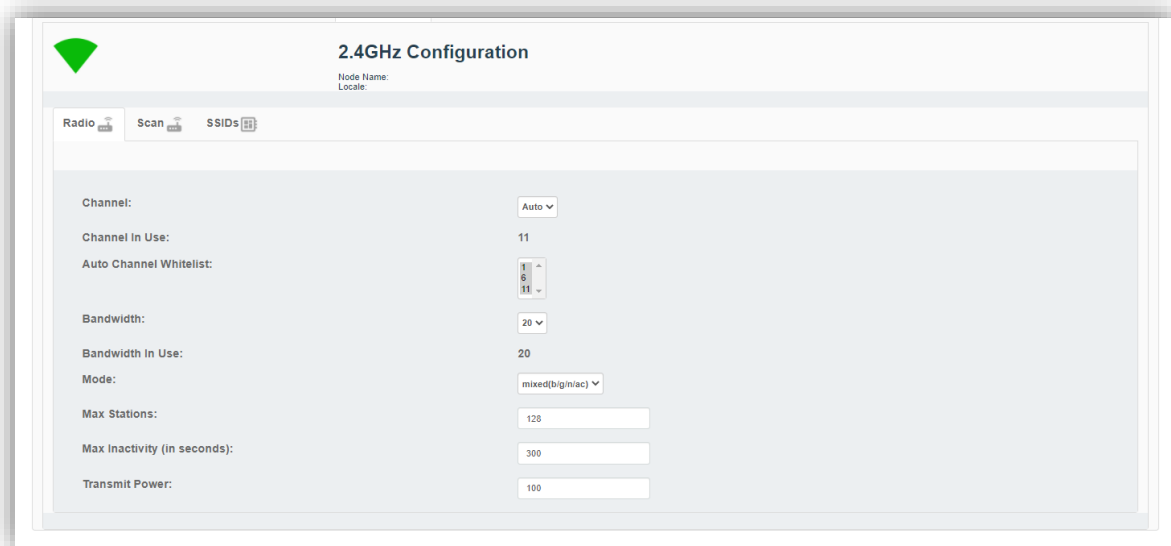 2.4GHz Configuration
Node Name:
Locale:
Radio Scan SSIDs
Channel: Auto
Channel In Use: 11
Auto Channel Whitelist: 1
6
11
Bandwidth: 20
Bandwidth In Use: 20
Mode: mixed(b/g/n/ac)
Max Stations: 128
Max Inactivity (in seconds): 300
Transmit Power: 100